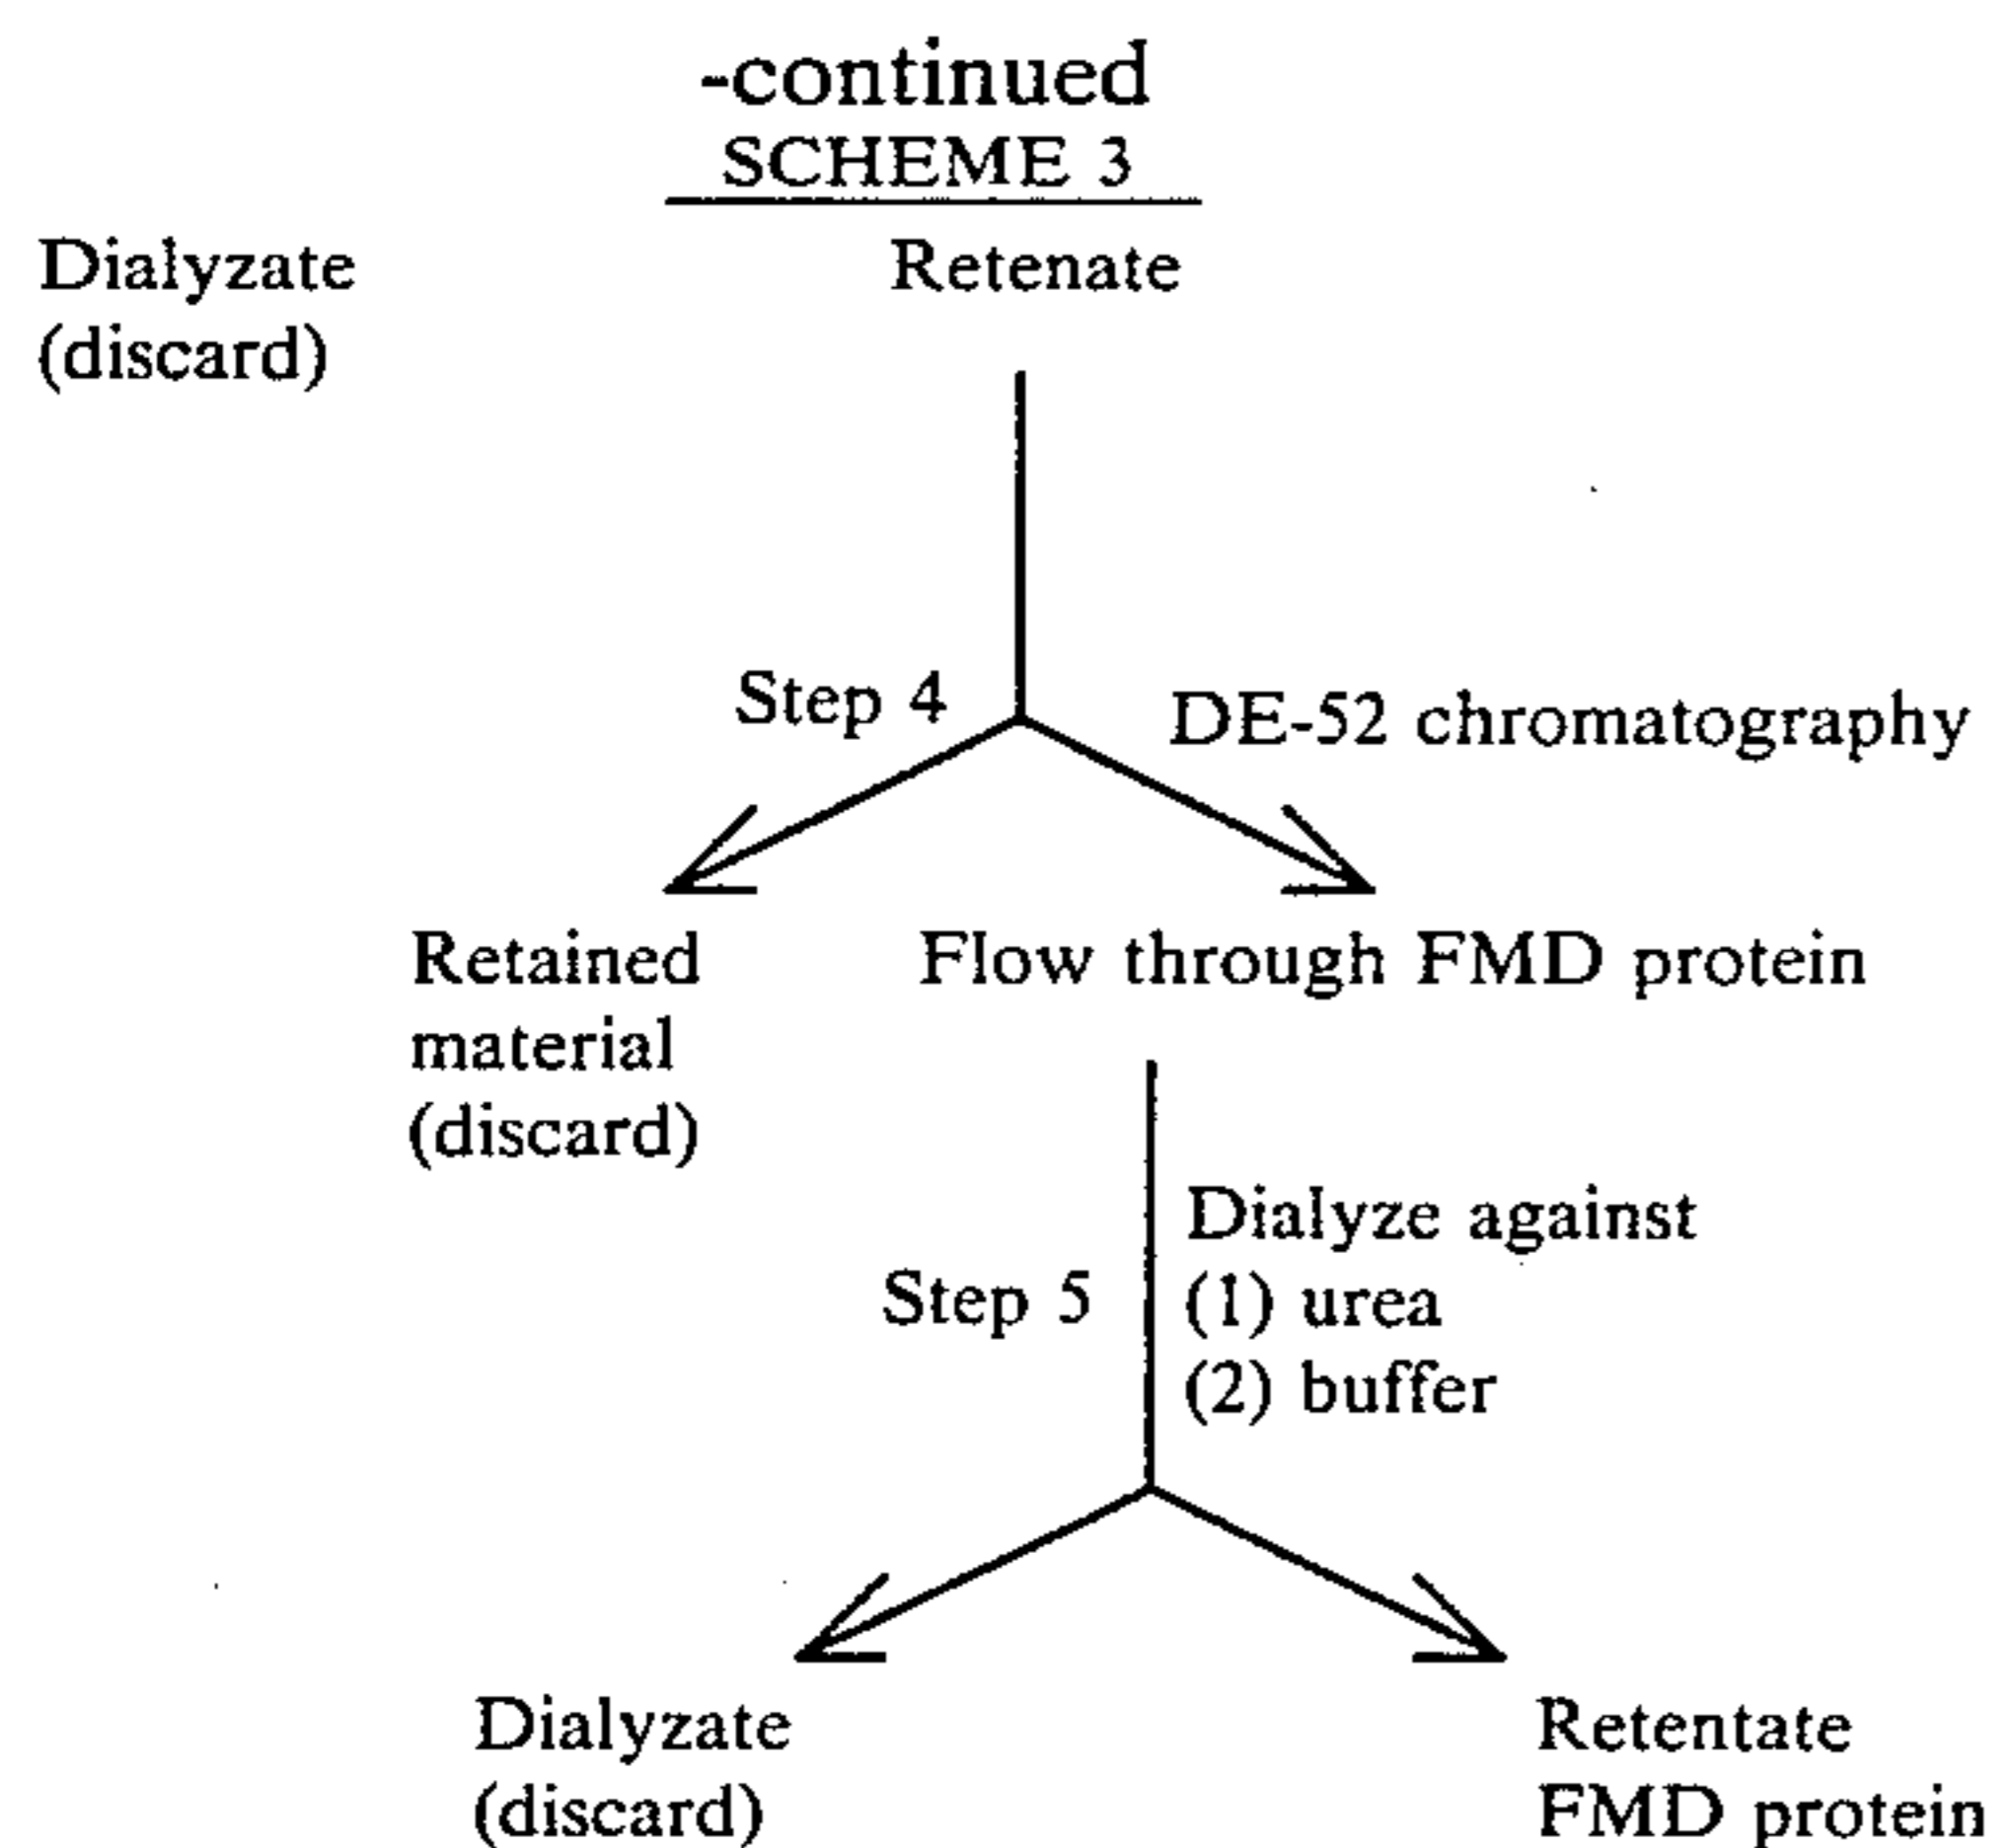 -continued
SCHEME 3
Dialyzate
(discard)
Retenate
Step 4
DE-52 chromatography
Retained
material
(discard)
Flow through FMD protein
Step 5
Dialyze against
(1) urea
(2) buffer
Dialyzate
(discard)
Retentate
FMD protein